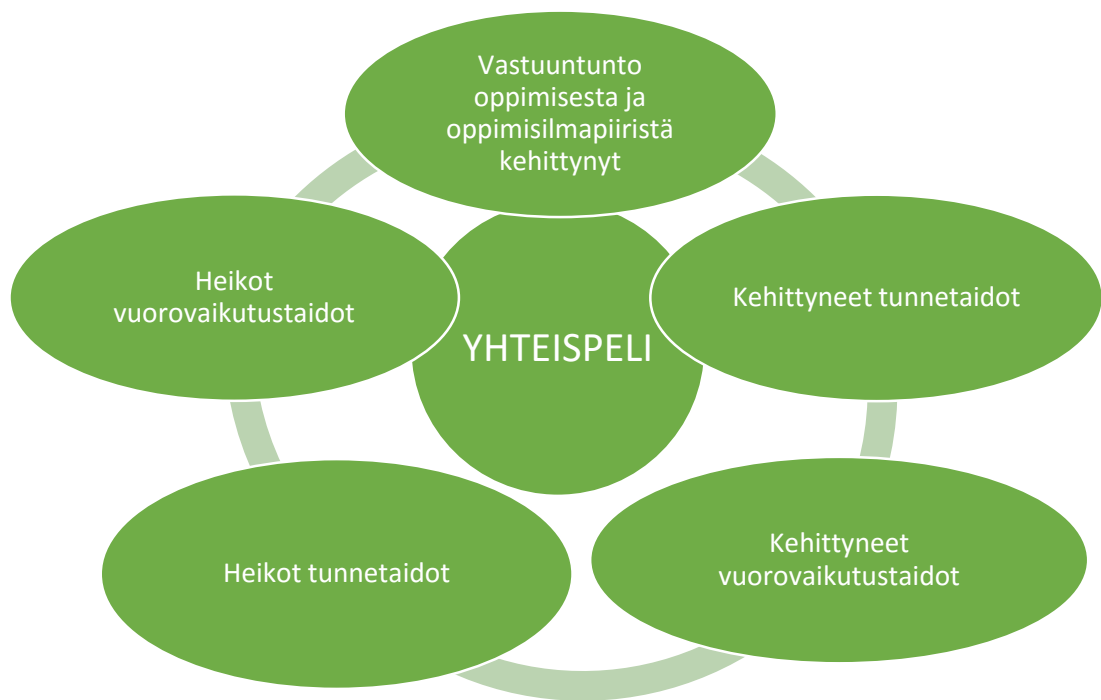 Vastuuntunto
oppimisesta ja
oppimisilmapiiristä
kehittynyt
Heikot
vuorovaikutustaidot
Kehittyneet tunnetaidot
YHTEISPELI
Heikot tunnetaidot
Kehittyneet
vuorovaikutustaidot